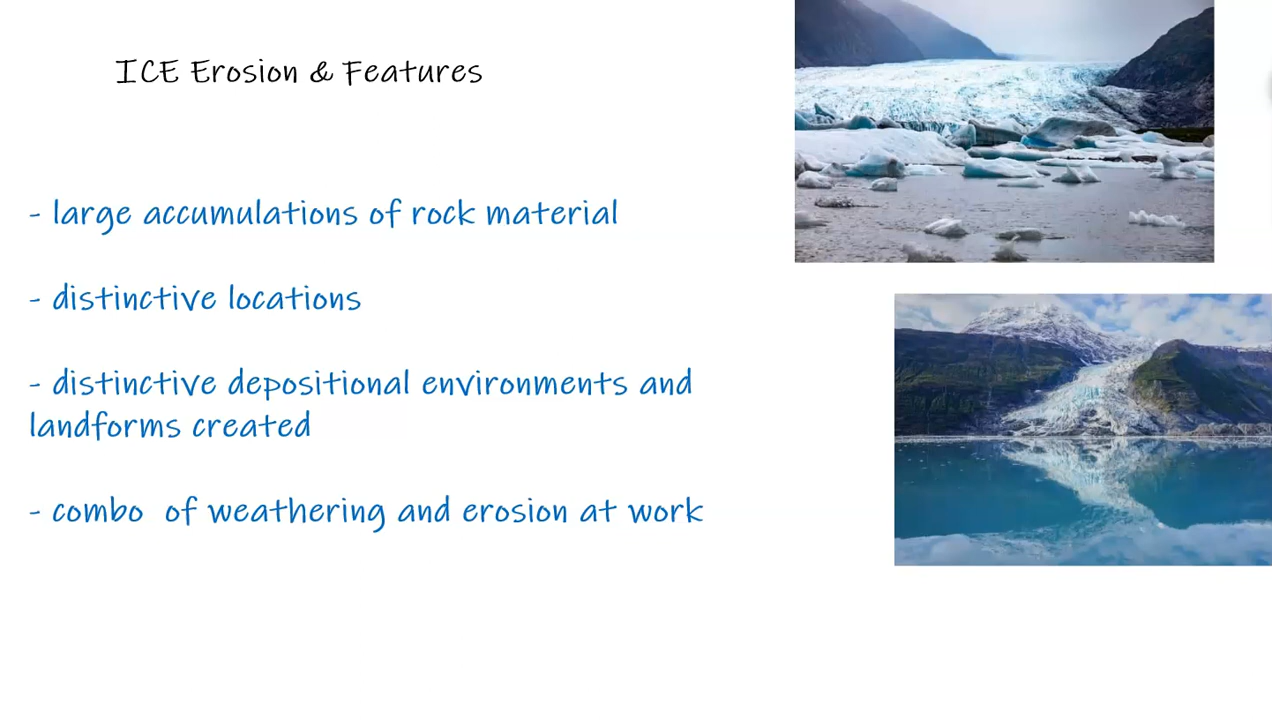 ICE Erosion & Features
- large accumulations of rock material
- distinctive locations
- distinctive depositional environments and
landforms created
- combo of weathering and erosion at work